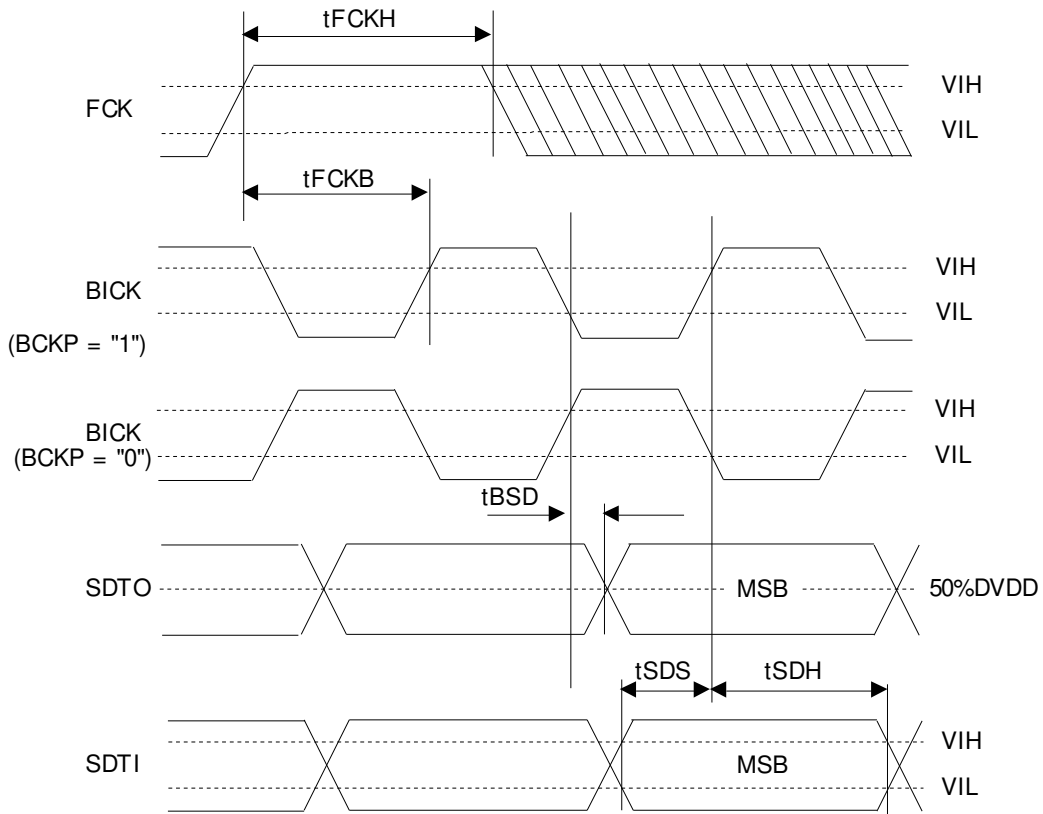 tFCKH
FCK
VIH
VIL
tFCKB
BICK
(BCKP = "1")
VIH
VIL
BICK
(BCKP = "0")
VIH
VIL
tBSD
SDTO
MSB
50%DVDD
tSDS
tSDH
SDTI
MSB
VIH
VIL